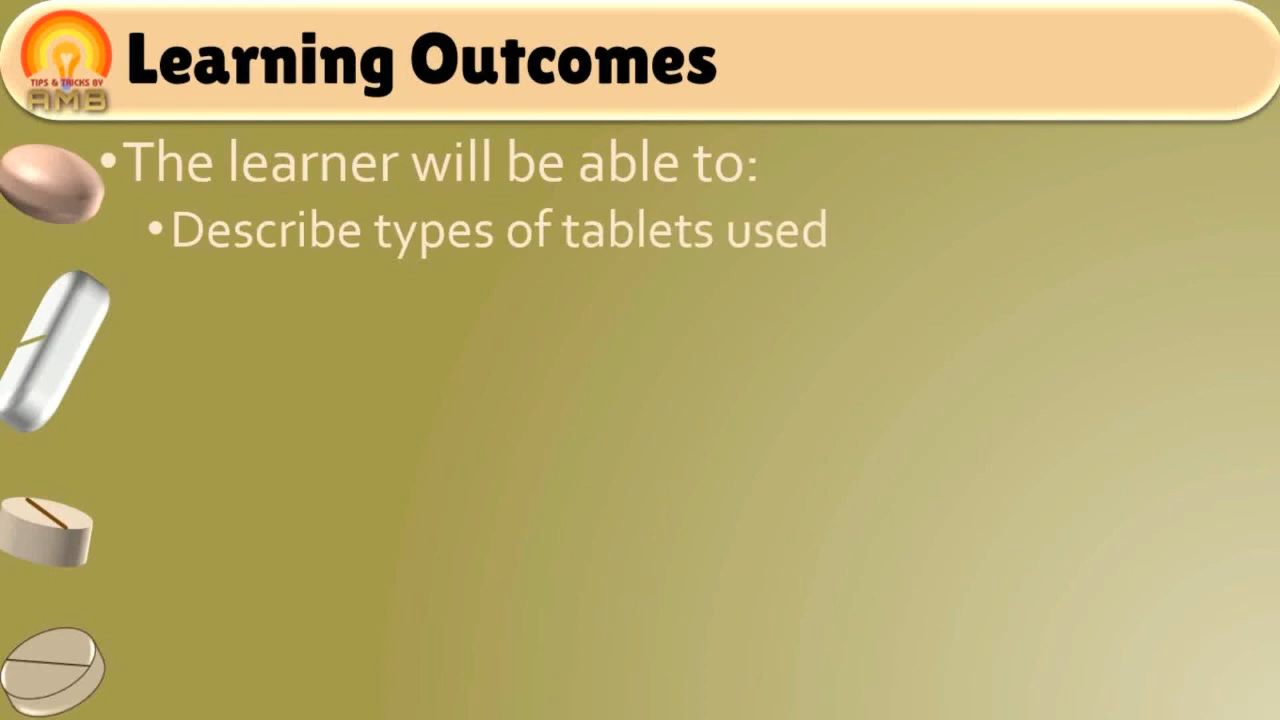 Learning Outcomes
TIPS & TRICKS BY
AMB
•The learner will be able to:
•Describe types of tablets used